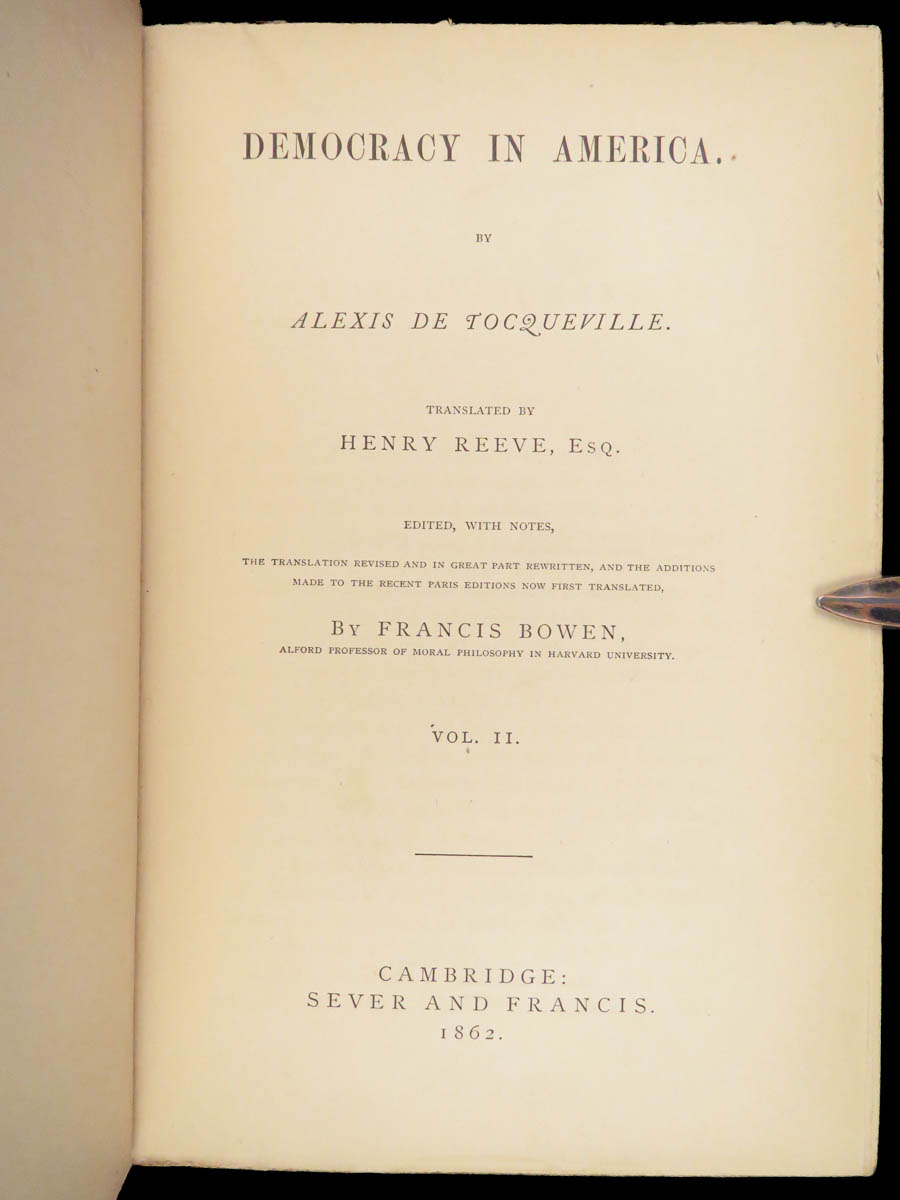 DEMOCRACY IN AMERICA.
BY
ALEXIS DE TOCQUEVILLE.
TRANSLATED BY
HENRY REEVE, ESQ.
EDITED, WITH NOTES,
THE TRANSLATION REVISED AND IN GREAT PART REWRITTEN, AND THE ADDITIONS
MADE TO THE RECENT PARIS EDITIONS NOW FIRST TRANSLATED,
BY FRANCIS BOWEN,
ALFORD PROFESSOR OF MORAL PHILOSOPHY IN HARVARD UNIVERSITY.
VOL. II.
CAMBRIDGE:
SEVER AND FRANCIS.
1862.